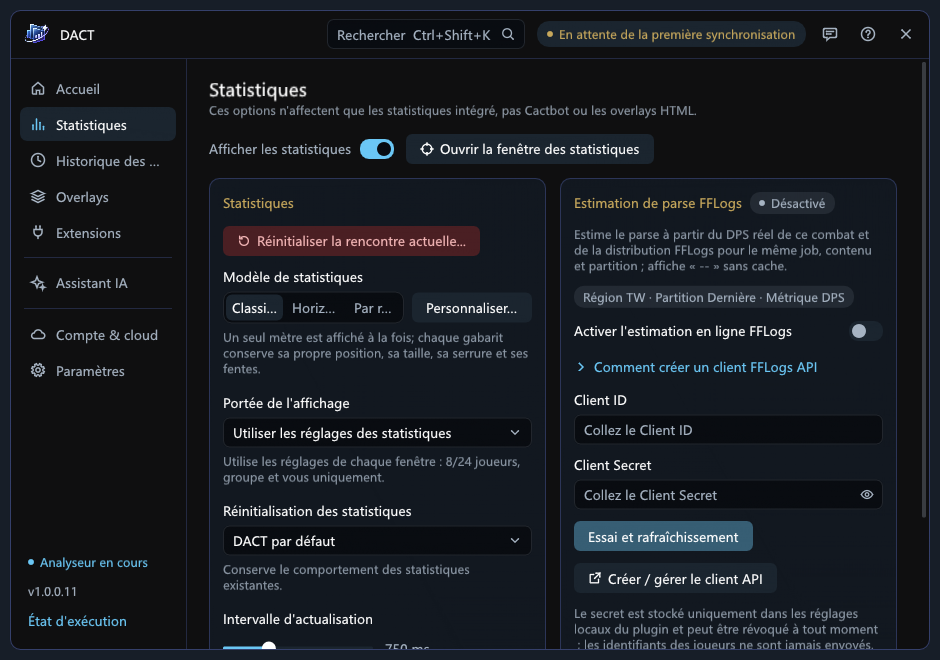 DACT
Rechercher Ctrl+Shift+K
En attente de la première synchronisation
Accueil
Statistiques
Historique des ...
Overlays
Extensions
Assistant IA
Compte & cloud
Paramètres
Analyseur en cours
v1.0.0.11
État d'exécution
Statistiques
Ces options n'affectent que les statistiques intégré, pas Cactbot ou les overlays HTML.
Afficher les statistiques
Ouvrir la fenêtre des statistiques
Statistiques
Réinitialiser la rencontre actuelle...
Modèle de statistiques
Classi... Horiz... Par r... Personnaliser...
Un seul mètre est affiché à la fois; chaque gabarit
conserve sa propre position, sa taille, sa serrure et ses
fentes.
Portée de l'affichage
Utiliser les réglages des statistiques
Utilise les réglages de chaque fenêtre : 8/24 joueurs,
groupe et vous uniquement.
Réinitialisation des statistiques
DACT par défaut
Conserve le comportement des statistiques
existantes.
Intervalle d'actualisation
750 ms
Estimation de parse FFLogs
Désactivé
Estime le parse à partir du DPS réel de ce combat et
de la distribution FFLogs pour le même job, contenu
et partition ; affiche « -- » sans cache.
Région TW · Partition Dernière · Métrique DPS
Activer l'estimation en ligne FFLogs
Comment créer un client FFLogs API
Client ID
Collez le Client ID
Client Secret
Collez le Client Secret
Essai et rafraîchissement
Créer / gérer le client API
Le secret est stocké uniquement dans les réglages
locaux du plugin et peut être révoqué à tout moment
; les identifiants des joueurs ne sont jamais envoyés.